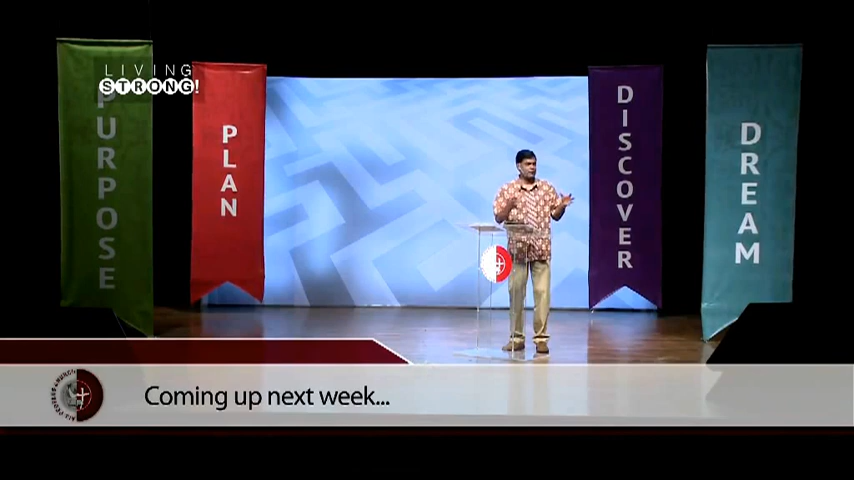 LIVING
STRONG!
PURPOSE
PLAN
DISCOVER
DREAM
Coming up next week...